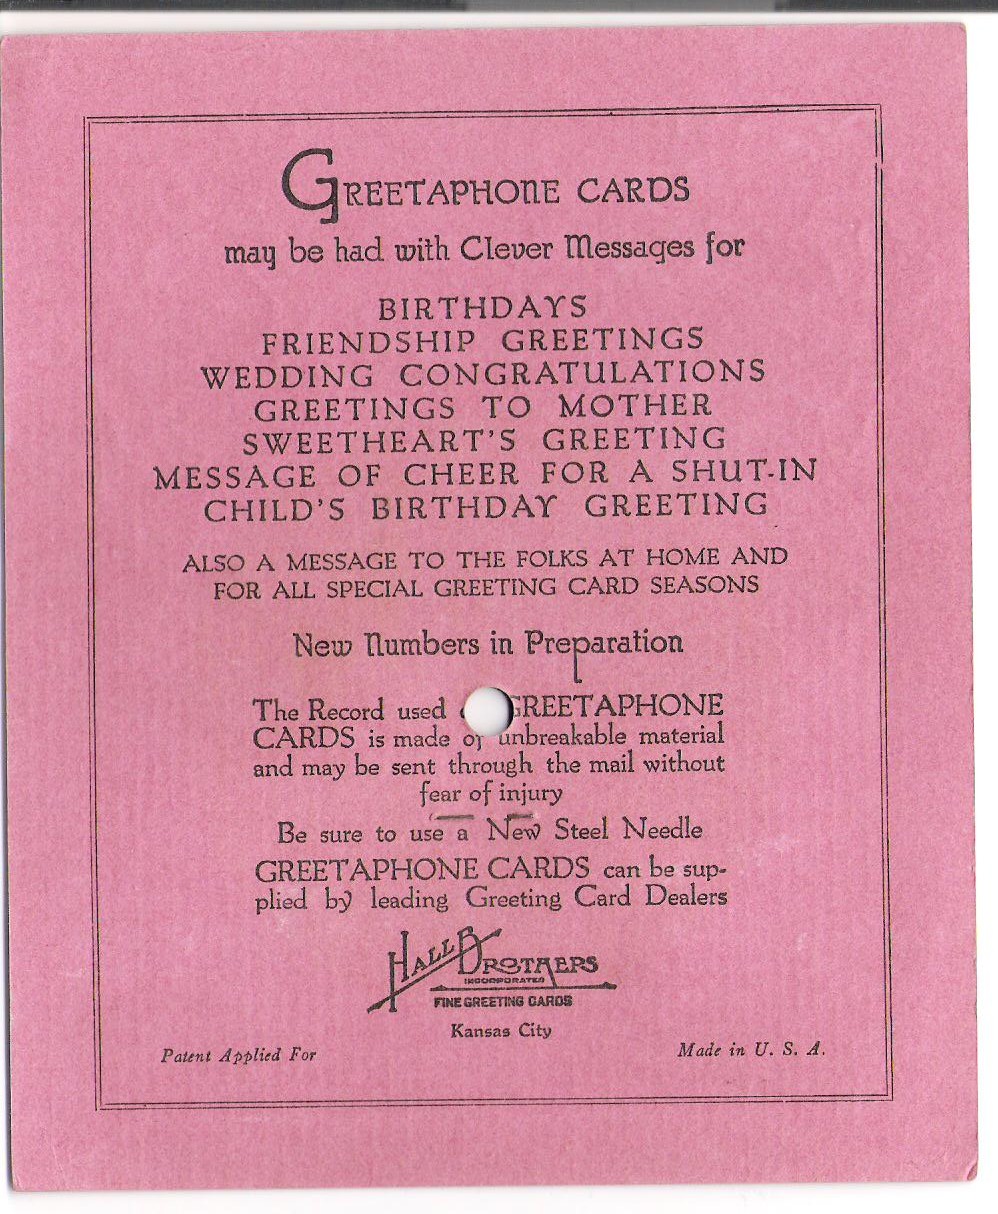 GREETAPHONE CARDS
may be had with Clever Messages for
BIRTHDAYS
FRIENDSHIP GREETINGS
WEDDING CONGRATULATIONS
GREETINGS TO MOTHER
SWEETHEART'S GREETING
MESSAGE OF CHEER FOR A SHUT-IN
CHILD'S BIRTHDAY GREETING
ALSO A MESSAGE TO THE FOLKS AT HOME AND
FOR ALL SPECIAL GREETING CARD SEASONS
New Numbers in Preparation
The Record used GREETAPHONE
CARDS is made of unbreakable material
and may be sent through the mail without
fear of injury
Be sure to use a New Steel Needle
GREETAPHONE CARDS can be sup-
plied by leading Greeting Card Dealers
HALL BROTHERS
INCORPORATED
FINE GREETING CARDS
Kansas City
Patent Applied For
Made in U. S. A.